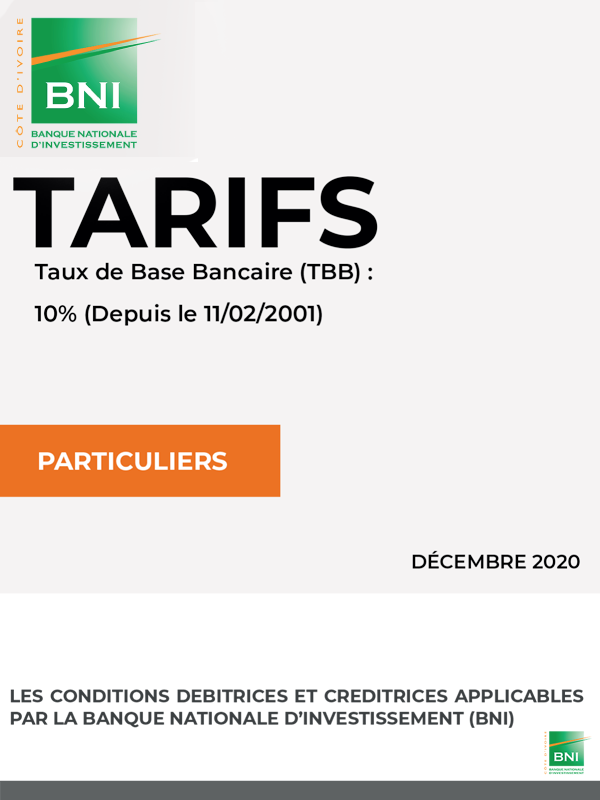 CÔTE D'IVOIRE
BNI
BANQUE NATIONALE
D'INVESTISSEMENT
TARIFS
Taux de Base Bancaire (TBB) :
10% (Depuis le 11/02/2001)
PARTICULIERS
DÉCEMBRE 2020
LES CONDITIONS DEBITRICES ET CREDITRICES APPLICABLES
PAR LA BANQUE NATIONALE D’INVESTISSEMENT (BNI)
CÔTE D'IVOIRE
BNI
BANQUE NATIONALE
D'INVESTISSEMENT